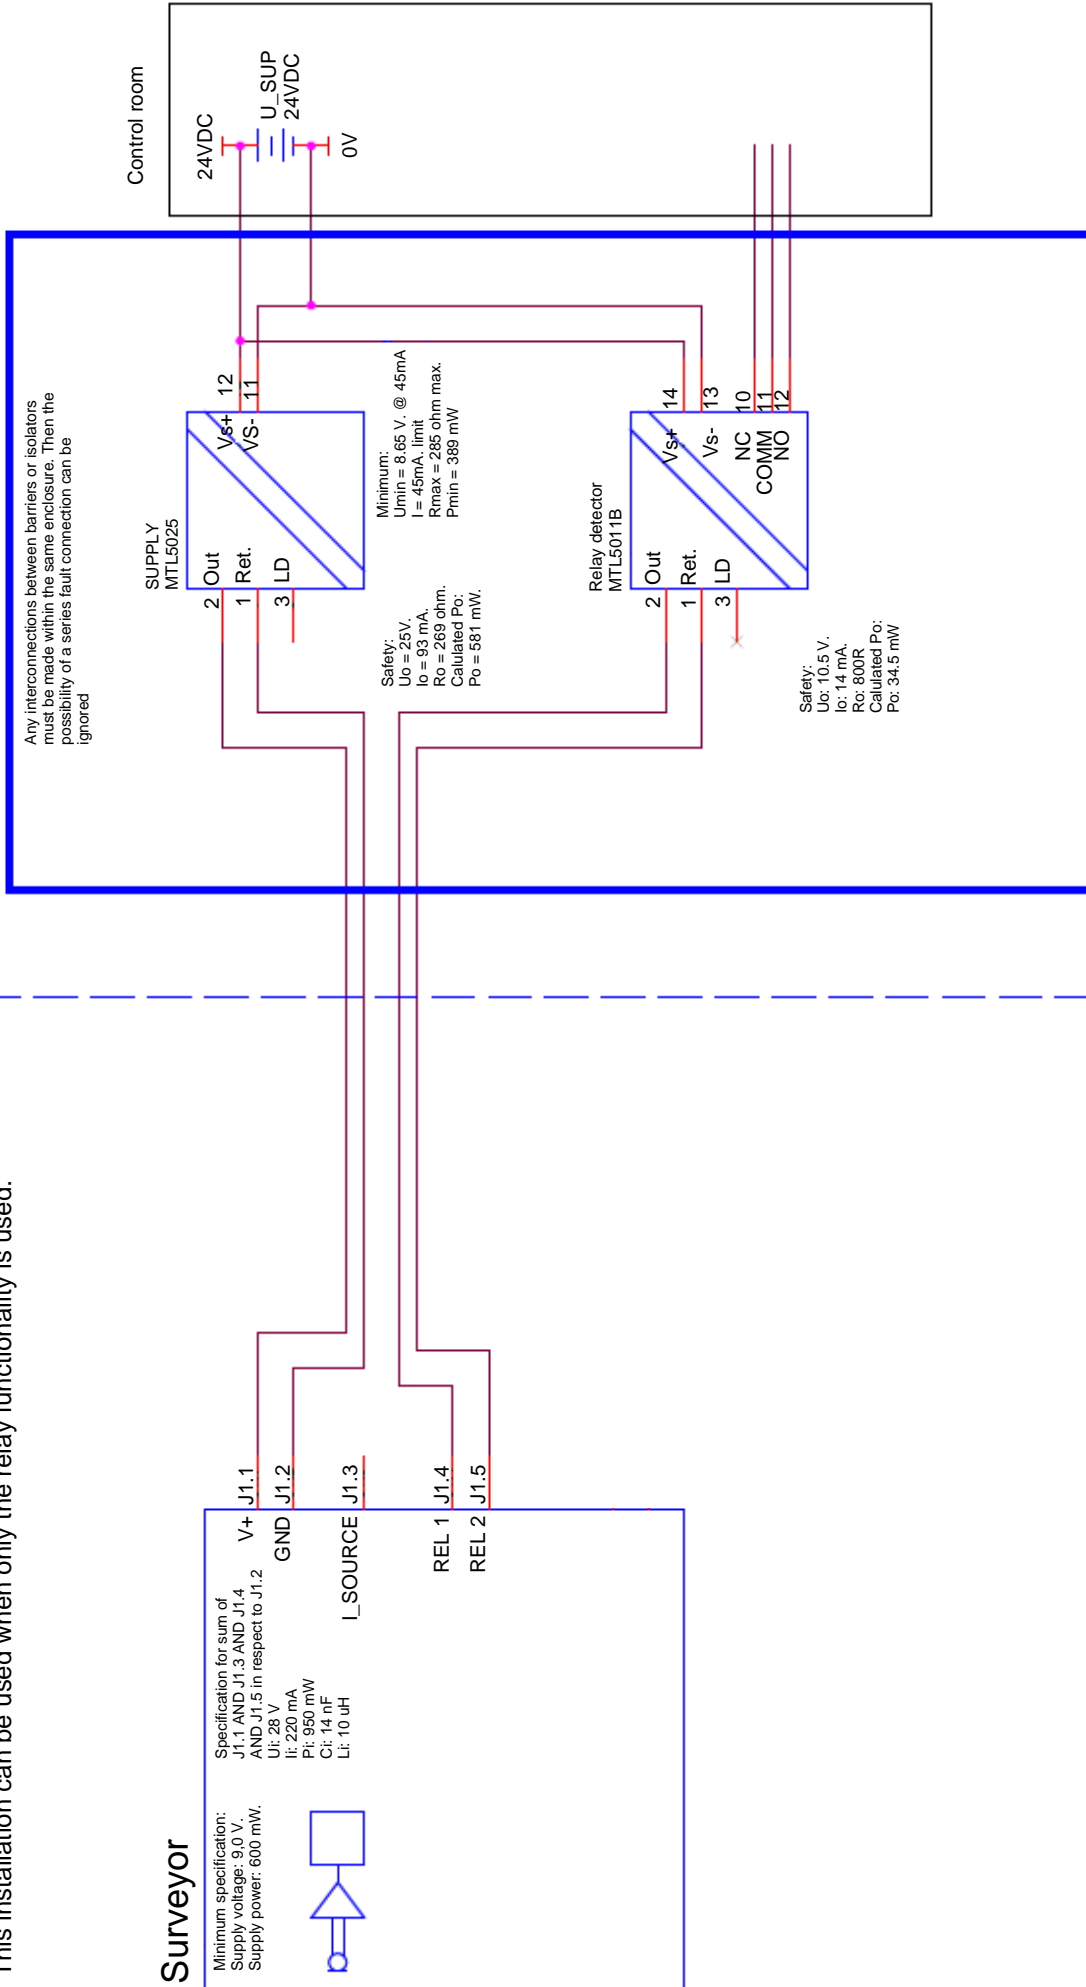 This installation can be used when only the relay functionality is used.
Surveyor
Minimum specification:
Supply voltage: 9,0 V.
Supply power: 600 mW.
Specification for sum of
J1.1 AND J1.3 AND J1.4
AND J1.5 in respect to J1.2
Ui: 28 V
Ii: 220 mA
Pi: 950 mW
Ci: 14 nF
Li: 10 uH
V+ J1.1
GND J1.2
I_SOURCE J1.3
REL 1 J1.4
REL 2 J1.5
Any interconnections between barriers or isolators
must be made within the same enclosure. Then the
possibility of a series fault connection can be
ignored
SUPPLY
MTL5025
2 Out
1 Ret.
3 LD
Vs+ 12
VS- 11
Safety:
Uo = 25V.
Io = 93 mA.
Ro = 269 ohm.
Calulated Po:
Po = 581 mW.
Minimum:
Umin = 8.65 V. @ 45mA
I = 45mA. limit
Rmax = 285 ohm max.
Pmin = 389 mW
Relay detector
MTL5011B
2 Out
1 Ret.
3 LD
Vs+ 14
Vs- 13
NC 10
COMM 11
NO 12
Safety:
Uo: 10.5 V.
Io: 14 mA.
Ro: 800R
Calulated Po:
Po: 34.5 mW
Control room
24VDC
U_SUP
24VDC
0V